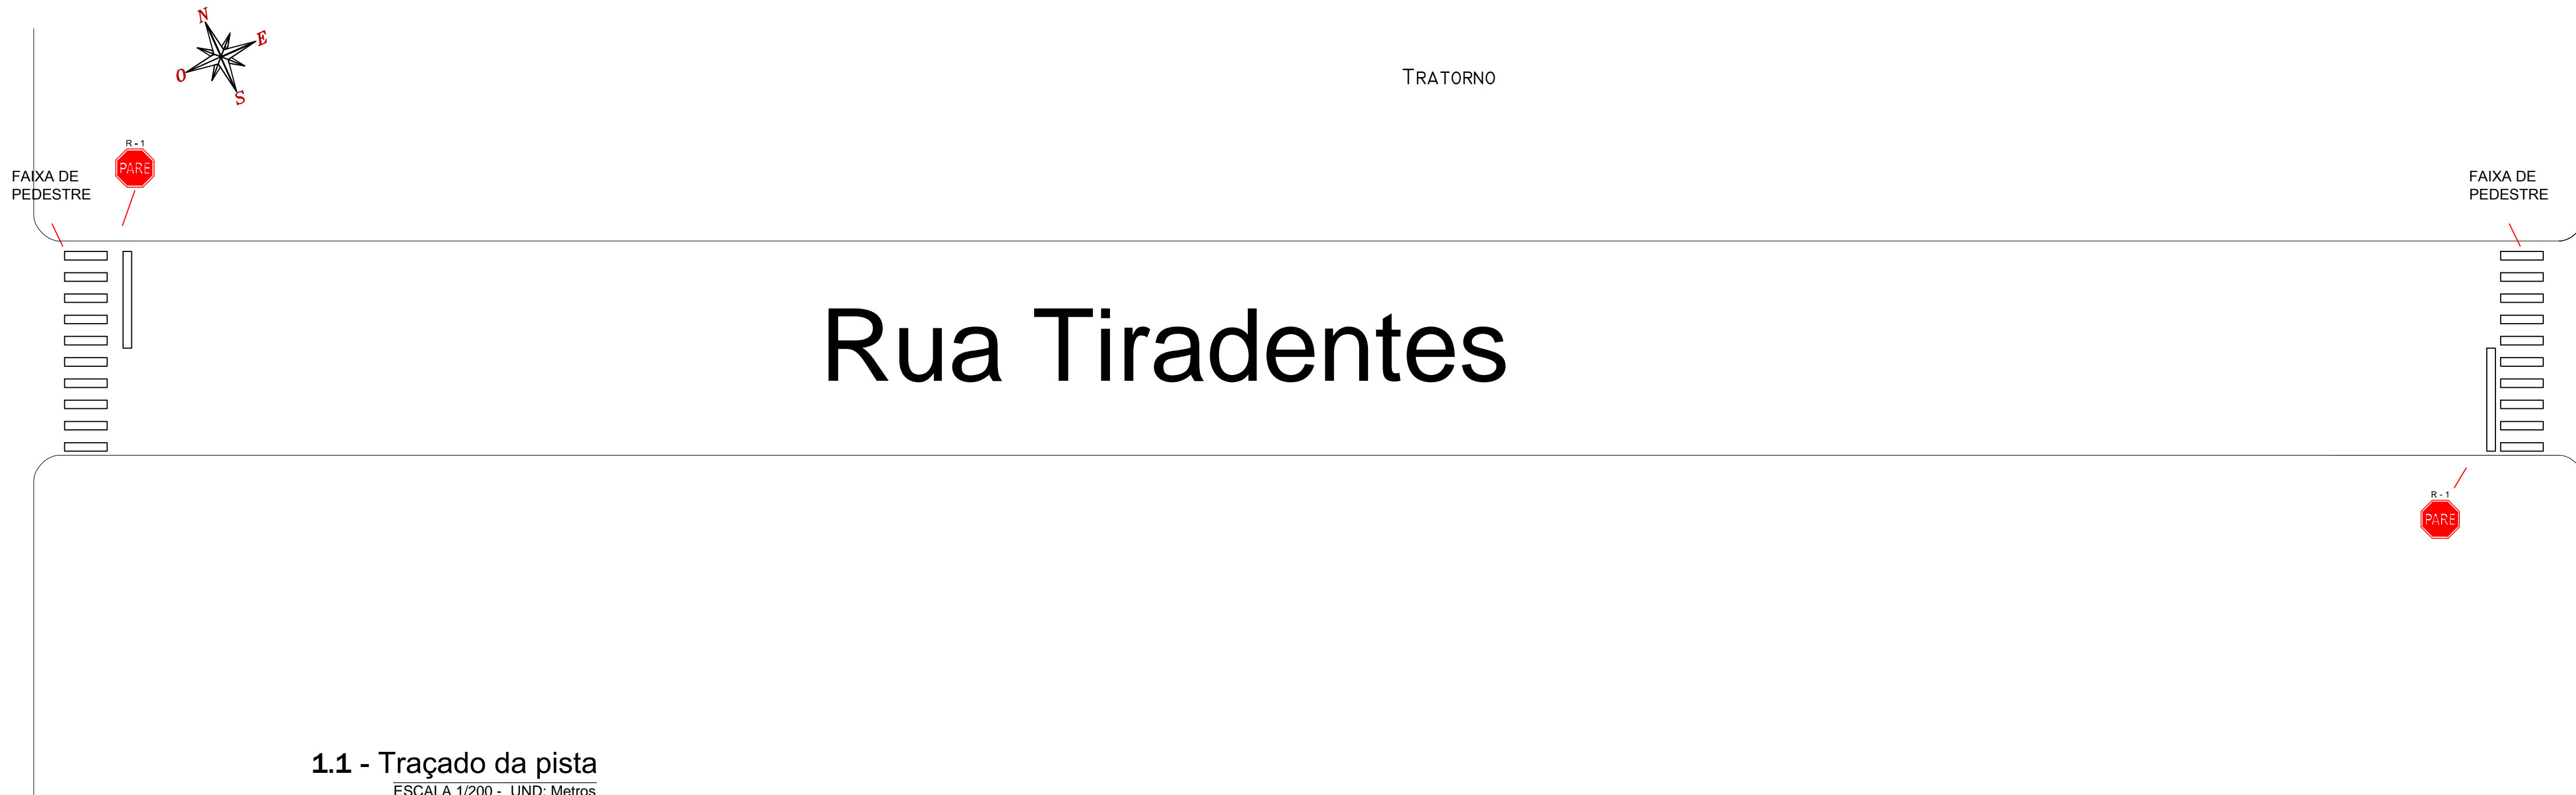 N
E
O
S
TRATORNO
R - 1
PARE
FAIXA DE
PEDESTRE
FAIXA DE
PEDESTRE
Rua Tiradentes
R - 1
PARE
1.1 - Traçado da pista
ESCALA 1/200 - UND: Metros